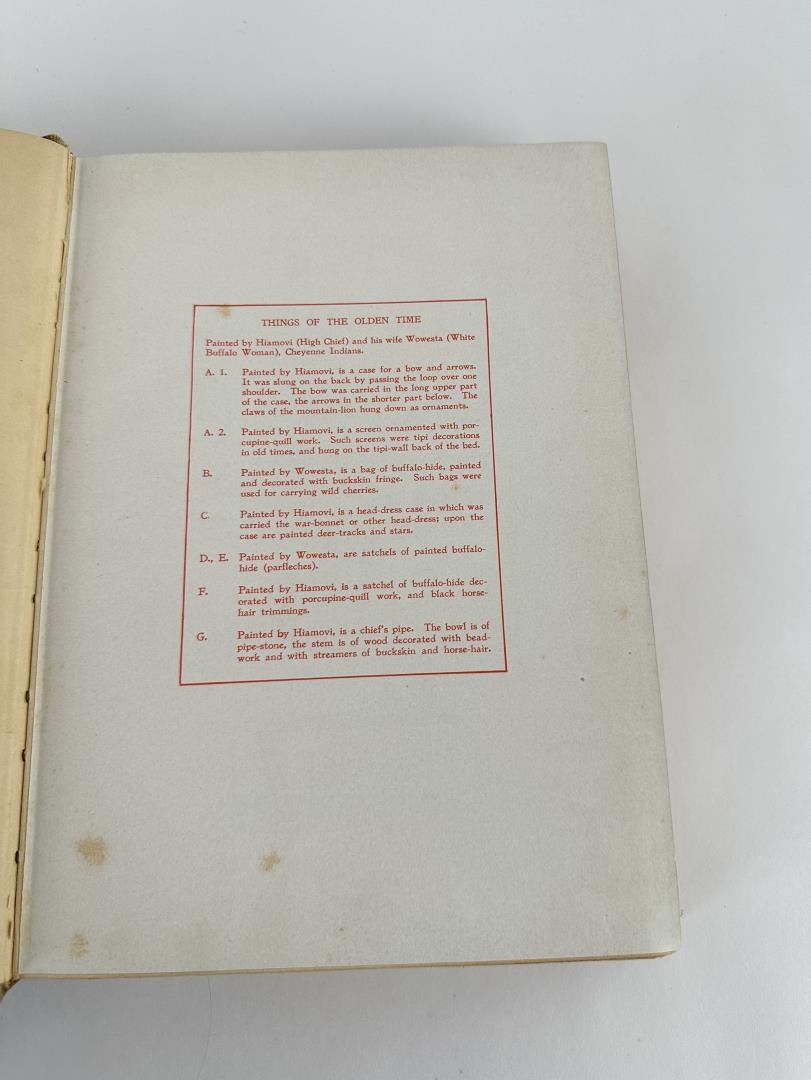 THINGS OF THE OLDEN TIME
Painted by Hiamovi (High Chief) and his wife Wowesta (White
Buffalo Woman), Cheyenne Indians.
A. 1. Painted by Hiamovi, is a case for a bow and arrows.
It was slung on the back by passing the loop over one
shoulder. The bow was carried in the long upper part
of the case, the arrows in the shorter part below. The
claws of the mountain-lion hung down as ornaments.
A. 2. Painted by Hiamovi, is a screen ornamented with por-
cupine-quill work. Such screens were tipi decorations
in old times, and hung on the tipi-wall back of the bed.
B. Painted by Wowesta, is a bag of buffalo-hide, painted
and decorated with buckskin fringe. Such bags were
used for carrying wild cherries.
C. Painted by Hiamovi, is a head-dress case in which was
carried the war-bonnet or other head-dress; upon the
case are painted deer-tracks and stars.
D., E. Painted by Wowesta, are satchels of painted buffalo-
hide (parfleches).
F. Painted by Hiamovi, is a satchel of buffalo-hide dec-
orated with porcupine-quill work, and black horse-
hair trimmings.
G. Painted by Hiamovi, is a chief's pipe. The bowl is of
pipe-stone, the stem is of wood decorated with bead-
work and with streamers of buckskin and horse-hair.